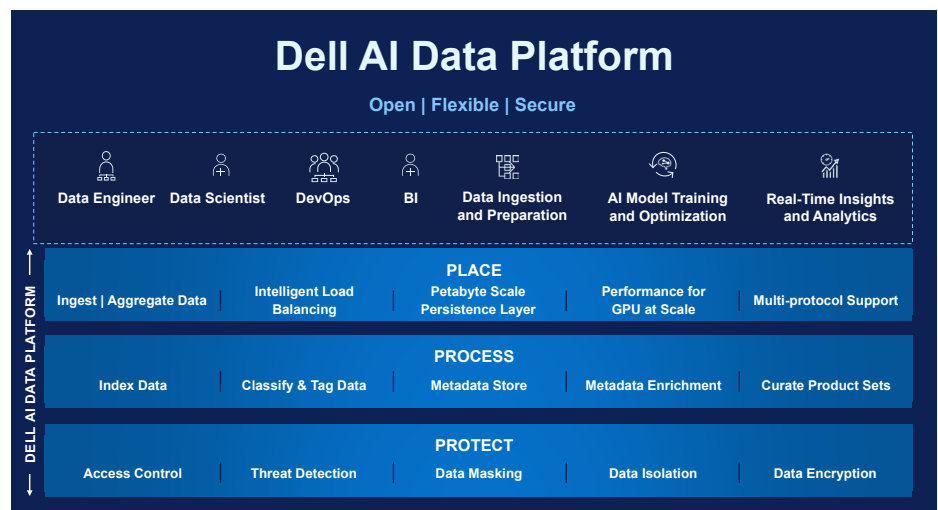 Dell AI Data Platform
Open | Flexible | Secure
Data Engineer
Data Scientist
DevOps
BI
Data Ingestion
and Preparation
AI Model Training
and Optimization
Real-Time Insights
and Analytics
DELL AI DATA PLATFORM
PLACE
Ingest | Aggregate Data
Intelligent Load
Balancing
Petabyte Scale
Persistence Layer
Performance for
GPU at Scale
Multi-protocol Support
PROCESS
Index Data
Classify & Tag Data
Metadata Store
Metadata Enrichment
Curate Product Sets
PROTECT
Access Control
Threat Detection
Data Masking
Data Isolation
Data Encryption